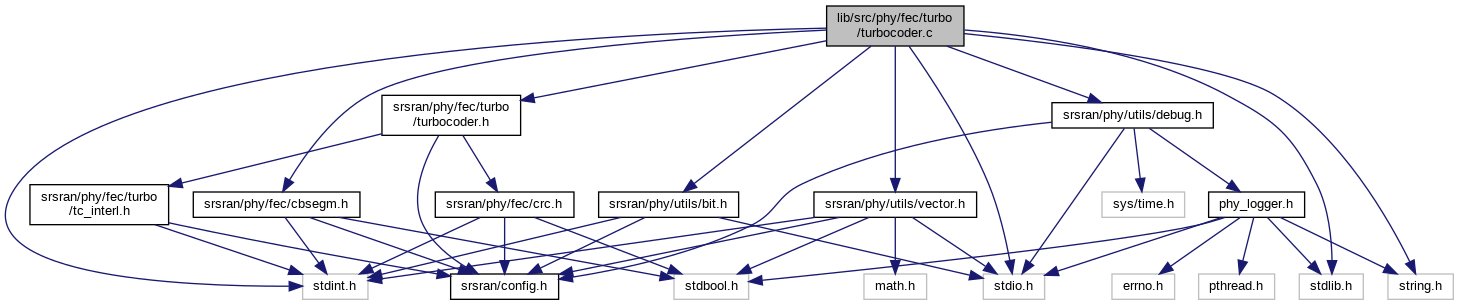 lib/src/phy/fec/turbo
/turbocoder.c
srsran/phy/fec/turbo
/turbocoder.h
srsran/phy/utils/debug.h
srsran/phy/fec/turbo
/tc_interl.h
srsran/phy/fec/cbsegm.h
srsran/phy/fec/crc.h
srsran/phy/utils/bit.h
srsran/phy/utils/vector.h
sys/time.h
phy_logger.h
stdint.h
srsran/config.h
stdbool.h
math.h
stdio.h
errno.h
pthread.h
stdlib.h
string.h